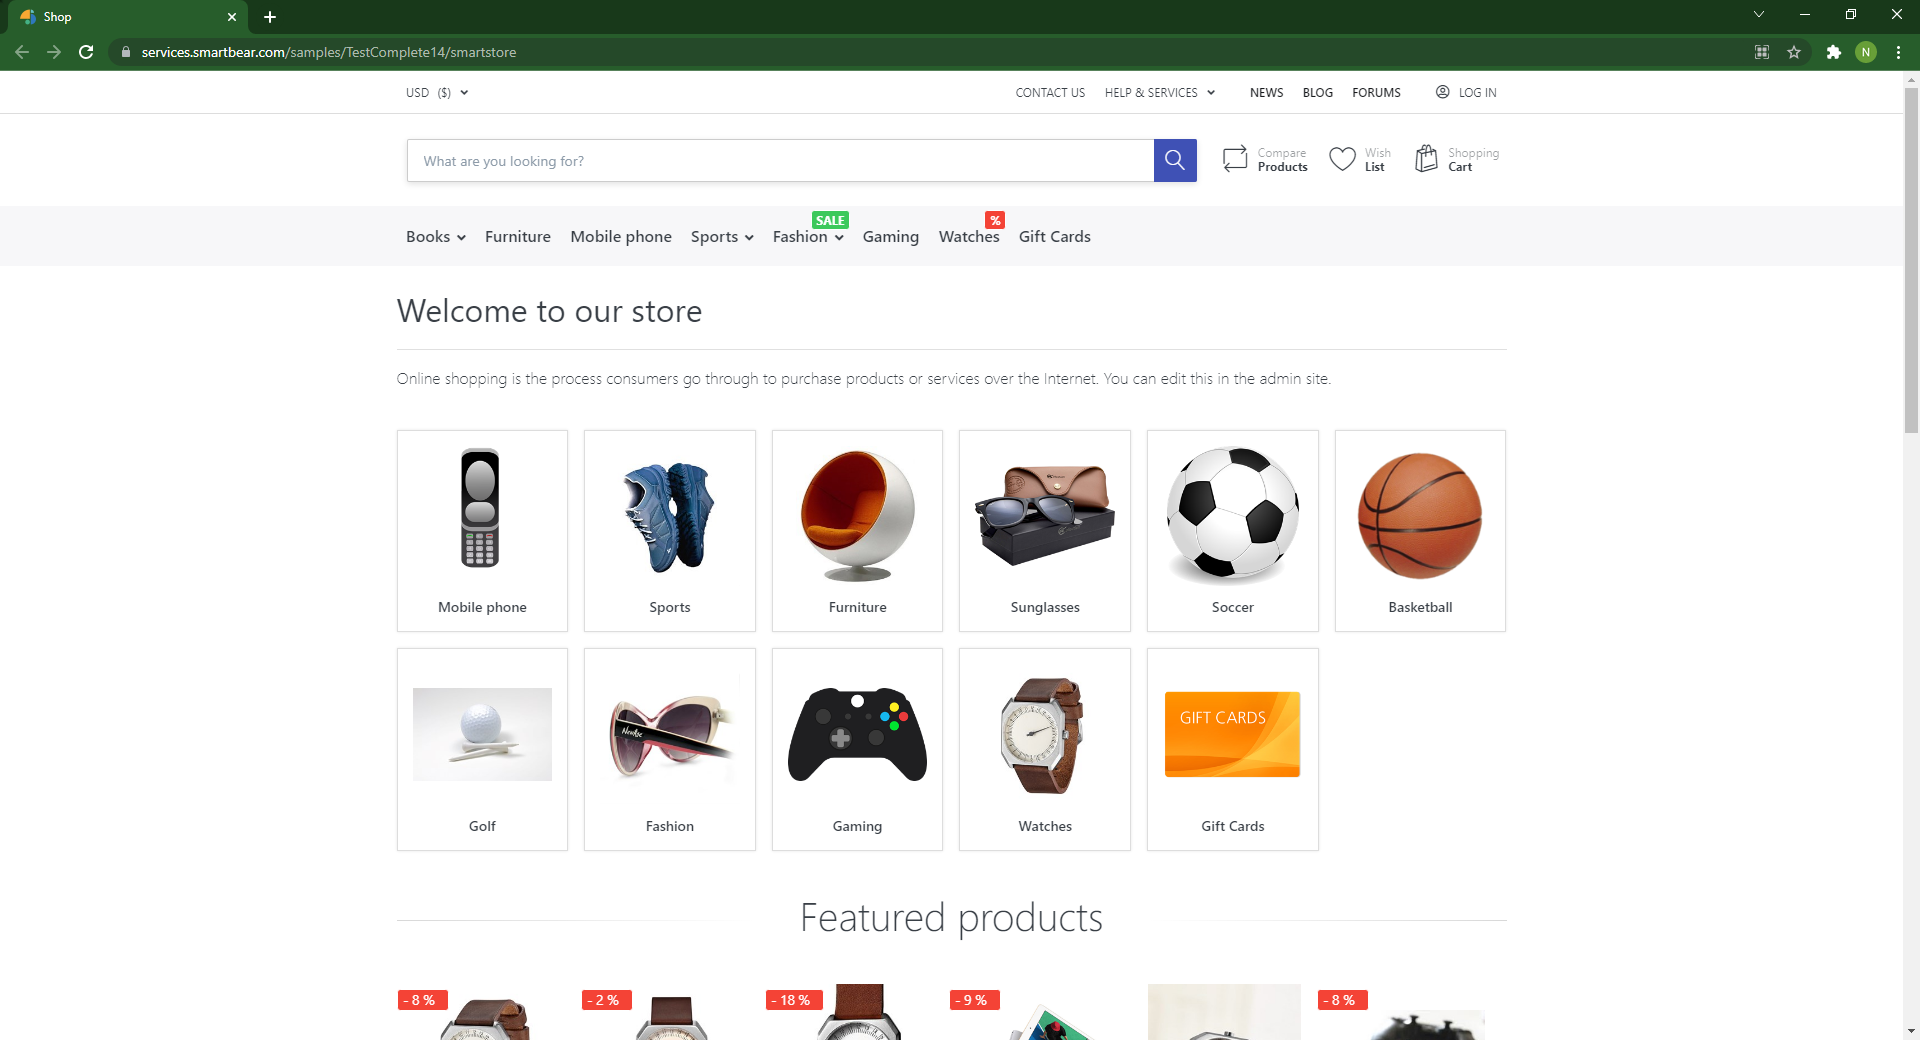 Shop
services.smartbear.com/samples/TestComplete14/smartstore
N
USD ($)
CONTACT US
HELP & SERVICES
NEWS
BLOG
FORUMS
LOG IN
What are you looking for?
Compare
Products
Wish
List
Shopping
Cart
SALE
%
Books
Furniture
Mobile phone
Sports
Fashion
Gaming
Watches
Gift Cards
Welcome to our store
Online shopping is the process consumers go through to purchase products or services over the Internet. You can edit this in the admin site.
Mobile phone
Sports
Furniture
Sunglasses
Soccer
Basketball
GIFT CARDS
Golf
Fashion
Gaming
Watches
Gift Cards
Featured products
- 8 %
- 2 %
- 18 %
- 9 %
- 8 %